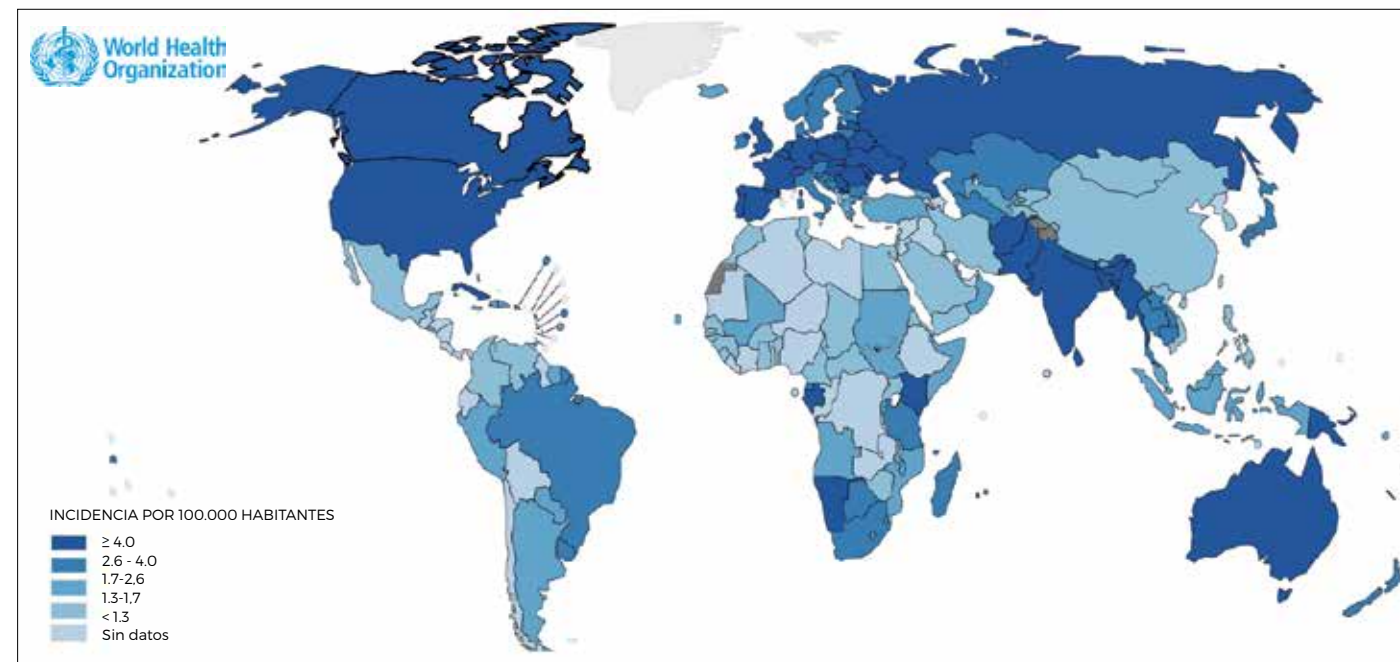 World Health
Organization
INCIDENCIA POR 100.000 HABITANTES
≥ 4.0
2.6 - 4.0
1.7-2,6
1.3-1,7
< 1.3
Sin datos